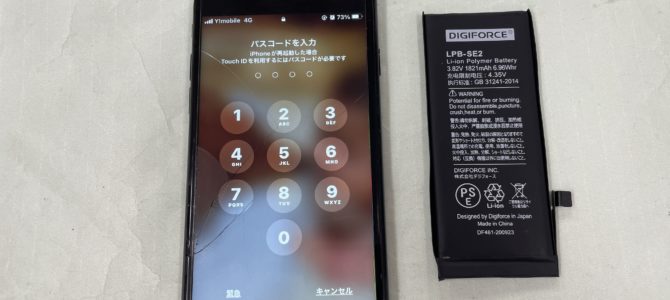 Y!mobile 4G
73%
パスコードを入力
iPhoneが再起動した場合
Touch IDを利用するにはパスコードが必要です
1
2
ABC
3
DEF
4
GHI
5
JKL
6
MNO
7
PQRS
8
TUV
9
WXYZ
0
緊急
キャンセル
DIGIFORCE®
LPB-SE2
Li-ion Polymer Battery
3.82V 1821mAh 6.96Whr
充电限制电压：4.35V
执行标准：GB 31241-2014
WARNING
Potential for fire or burning.
Do not disassemble,puncture,
crush,heat,or burn.
DIGIFORCE INC.
株式会社デジフォース
PS
E
Li-ion
Designed by Digiforce in Japan
Made in China
DF461-200923